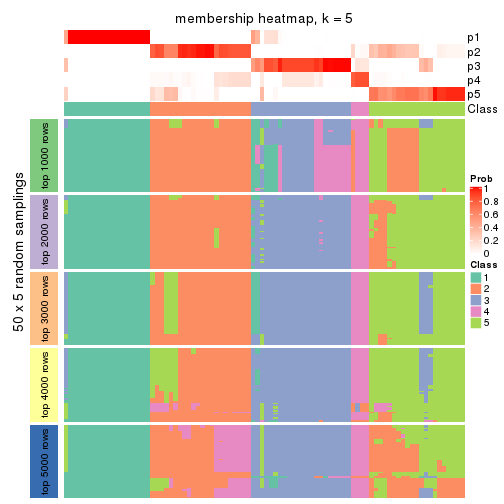 membership heatmap, k = 5
p1
p2
p3
p4
p5
Class
50 x 5 random samplings
top 1000 rows
top 2000 rows
top 3000 rows
top 4000 rows
top 5000 rows
Prob
1
0.8
0.6
0.4
0.2
0
Class
1
2
3
4
5